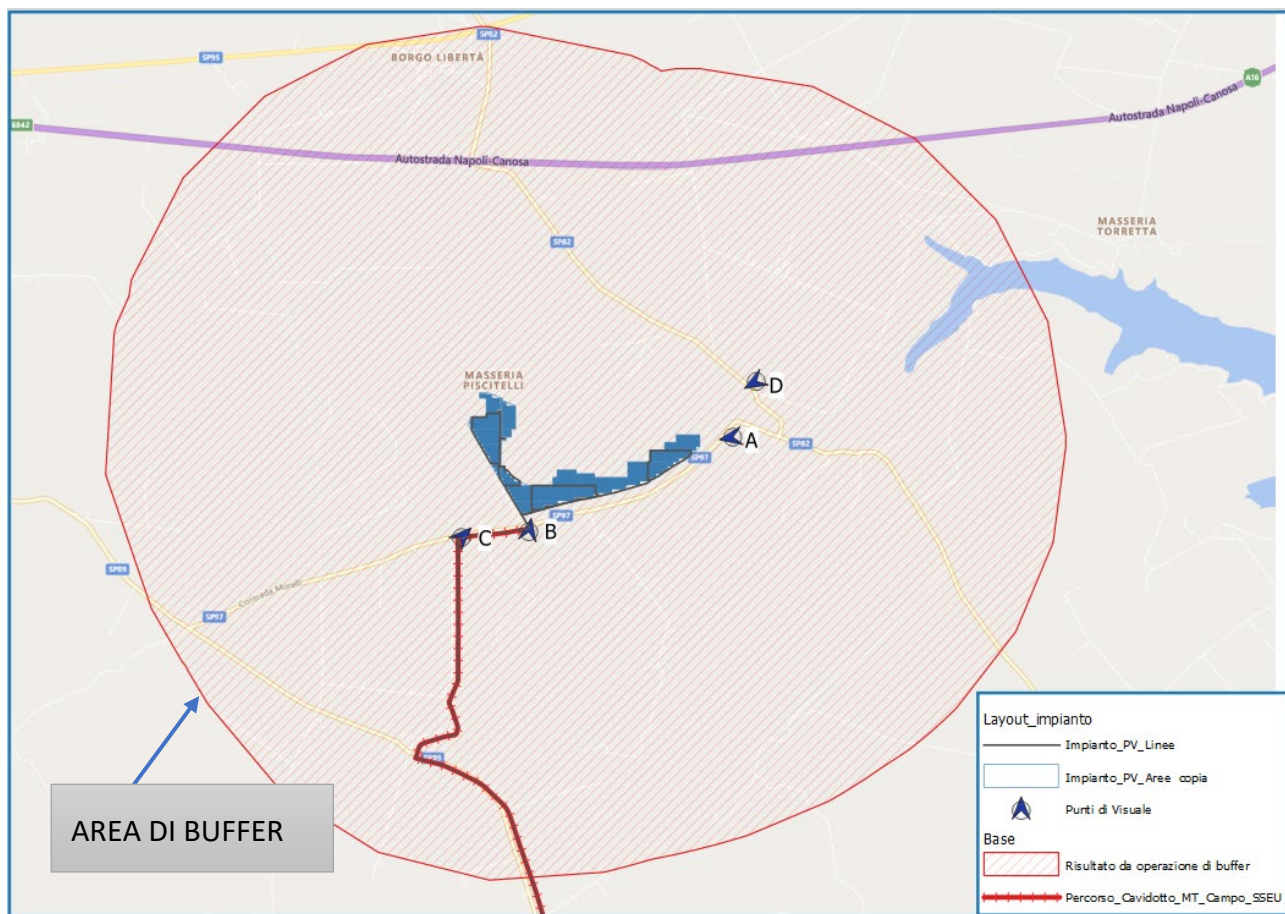 SP82
BORGO LIBERTÀ
SP95
A16
Autostrada Napoli-Canosa
8842
Autostrada Napoli-Canosa
MASSERIA
TORRETTA
SP82
MASSERIA
PISCITELLI
D
A
SP82
SP97
SP97
B
C
SP89
Contrada Morelli
SP97
AREA DI BUFFER
Layout_impianto
Impianto_PV_Linee
Impianto_PV_Aree copia
Punti di Visuale
Base
Risultato da operazione di buffer
Percorso_Cavidotto_MT_Campo_SSEU